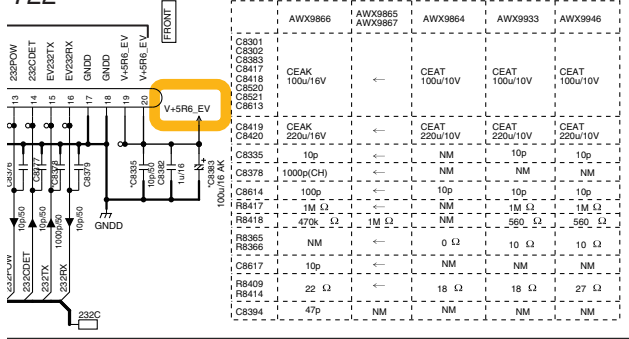 FRONT
232POW
232CDET
EV232TX
EV232RX
GNDD
GNDD
V+5R6_EV
V+5R6_EV
13
14
15
16
17
18
19
20
V+5R6_EV
C8376
C8377
*C8378
C8379
*C8335
10p/50
C8382
1u/16
*C8383
100u/16 AK
10p/50
10p/50
1000p/50
10p/50
GNDD
232POW
232CDET
232TX
232RX
232C
AWX9866
AWX9865
AWX9867
AWX9864
AWX9933
AWX9946
C8301
C8302
C8383
C8417
C8418
C8520
C8521
C8613
CEAK
100u/16V
←
CEAT
100u/10V
CEAT
100u/10V
CEAT
100u/10V
C8419
C8420
CEAK
220u/16V
←
CEAT
220u/10V
CEAT
220u/10V
CEAT
220u/10V
C8335 10p ← NM 10p 10p
C8378 1000p(CH) ← NM NM NM
C8614 100p ← 10p 10p 10p
R8417 1M Ω ← NM 1M Ω 1M Ω
R8418 470k Ω 1M Ω NM 560 Ω 560 Ω
R8365
R8366
NM ← 0 Ω 10 Ω 10 Ω
C8617 10p ← NM NM NM
R8409
R8414
22 Ω ← 18 Ω 18 Ω 27 Ω
C8394 47p NM NM NM NM